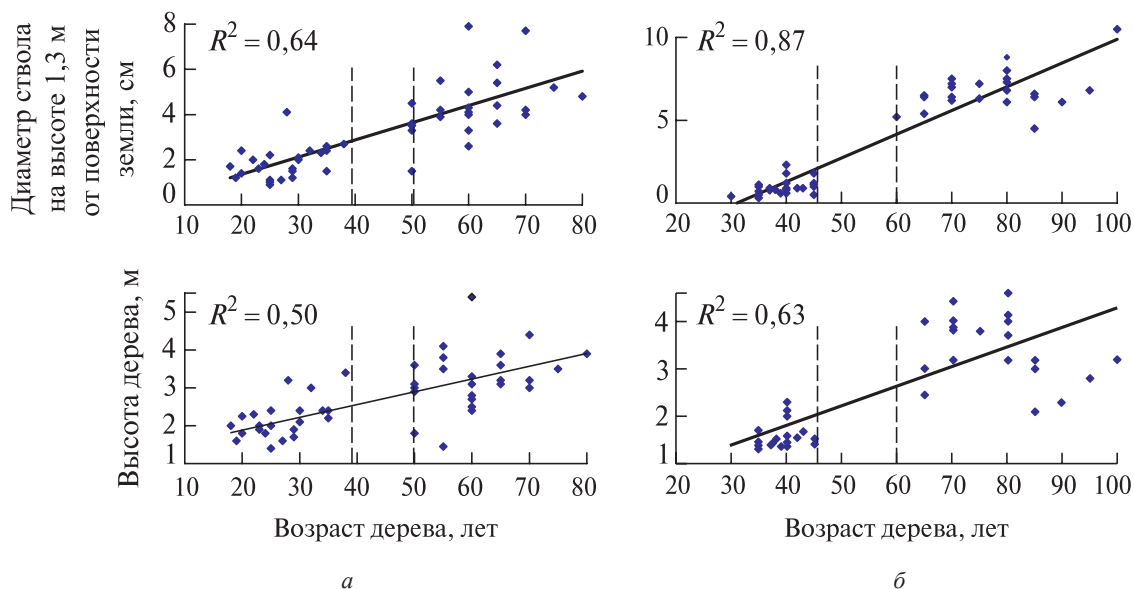 Диаметр ствола
на высоте 1,3 м
от поверхности
земли, см
8
6
4
2
0
R² = 0,64
10 20 30 40 50 60 70 80
10
5
0
R² = 0,87
20 30 40 50 60 70 80 90 100
Высота дерева, м
5
4
3
2
1
R² = 0,50
10 20 30 40 50 60 70 80
Возраст дерева, лет
а
4
3
2
1
R² = 0,63
20 30 40 50 60 70 80 90 100
Возраст дерева, лет
б